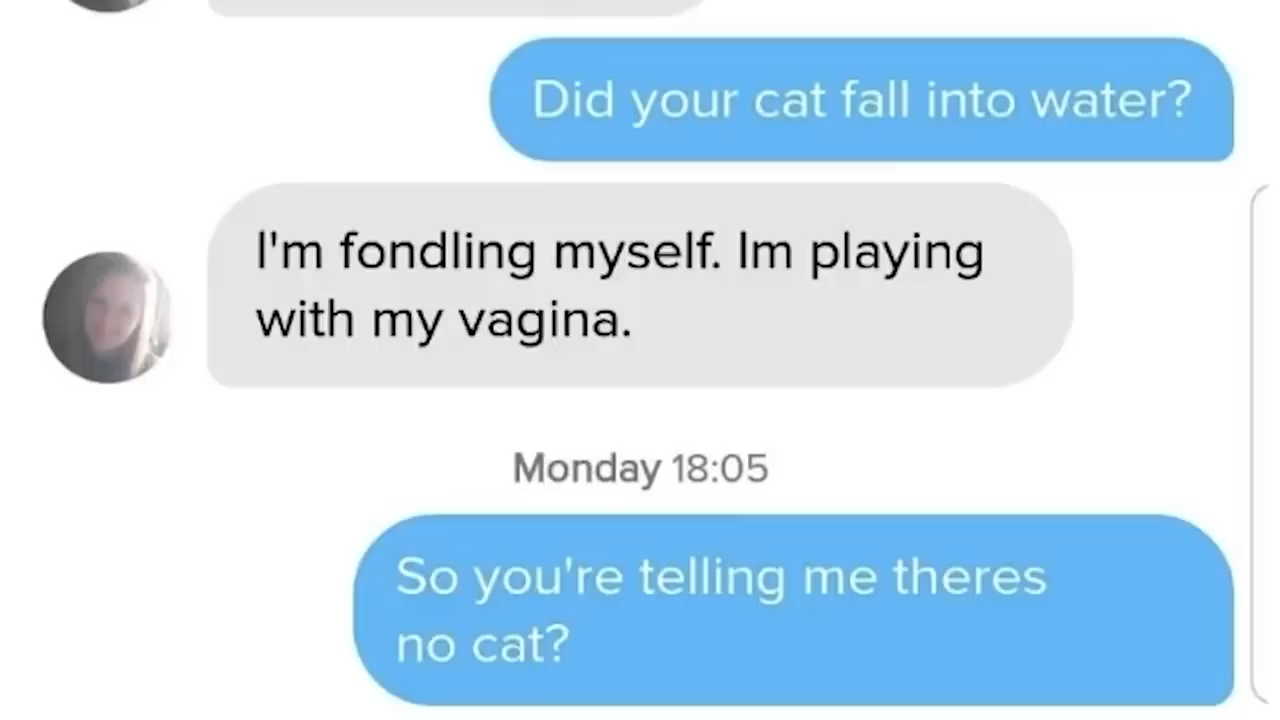 Did your cat fall into water?
I'm fondling myself. Im playing
with my vagina.
Monday 18:05
So you're telling me theres
no cat?